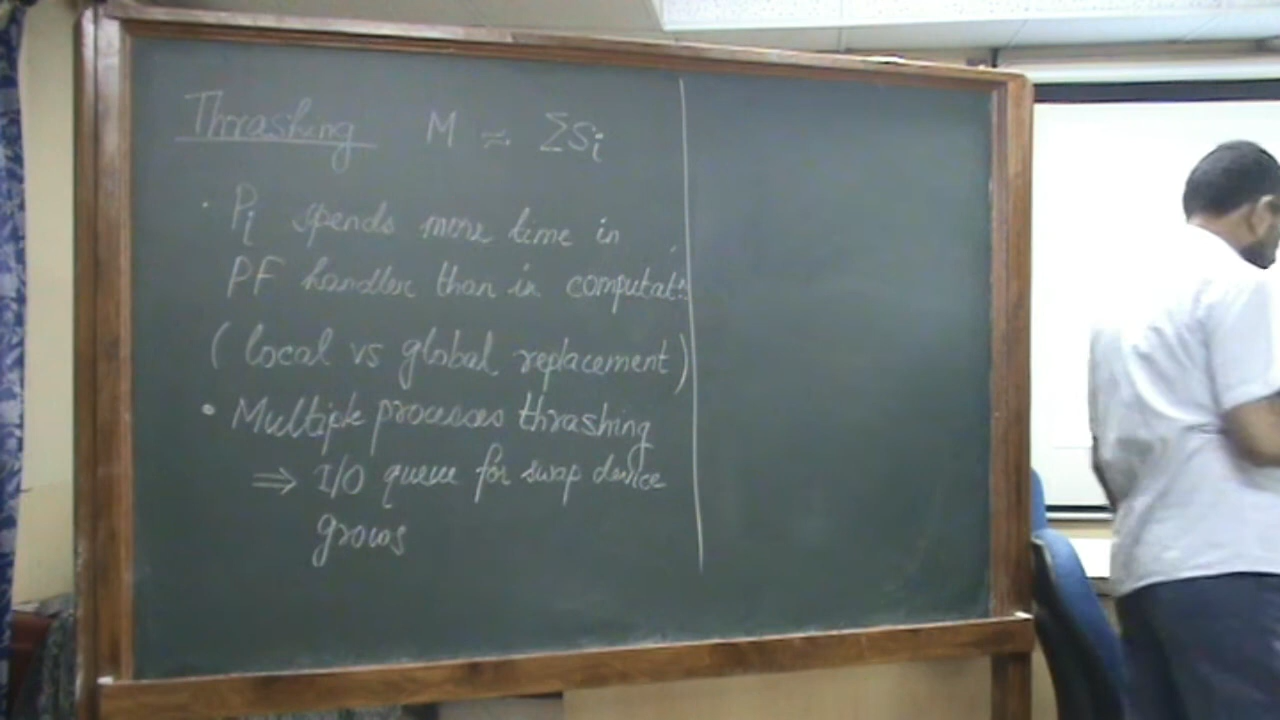 Thrashing M ≈ ΣSi
· Pi spends more time in
PF handler than in computatn
(local vs global replacement)
• Multiple processes thrashing
⇒ I/O queue for swap device
grows